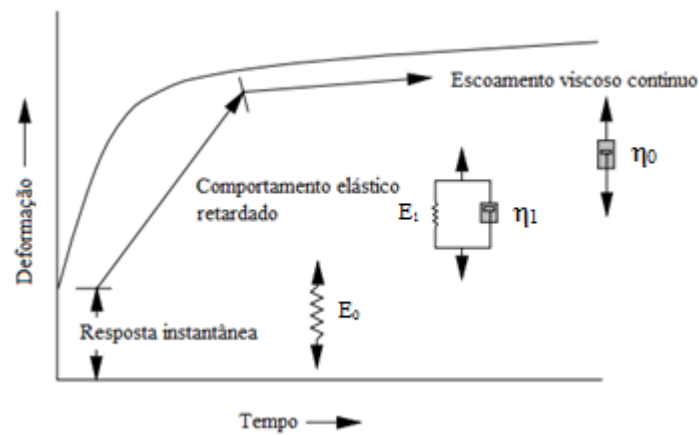 Escoamento viscoso contínuo
η0
Deformação
Comportamento elástico
retardado
E1
η1
Resposta instantânea
E0
Tempo